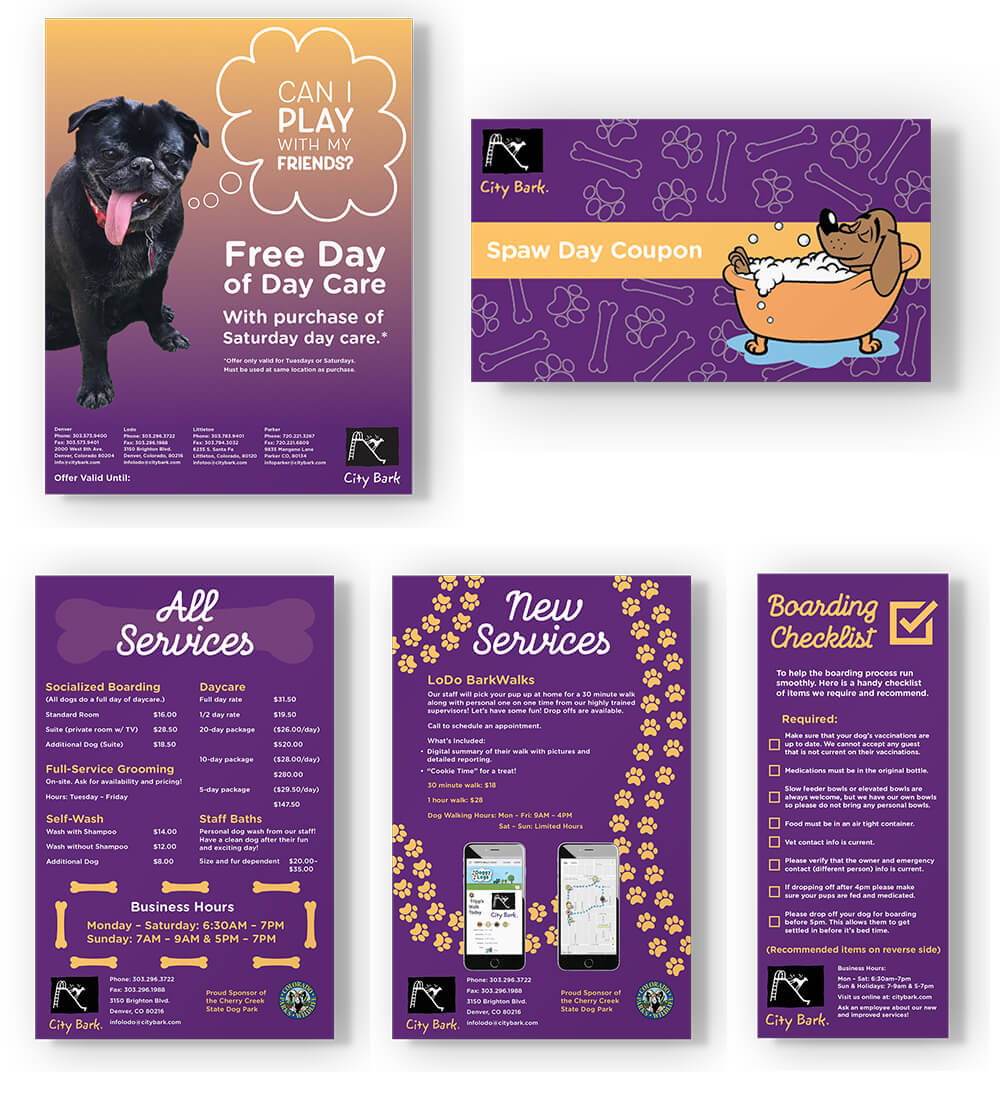 CAN I
PLAY
WITH MY
FRIENDS?
Free Day
of Day Care
With purchase of
Saturday day care.*
*Offer only valid for Tuesdays or Saturdays.
Must be used at same location as purchase.
Denver
Phone: 303.573.9400
Fax: 303.573.9401
2000 West 8th Ave.
Denver, Colorado 80204
info@citybark.com
Lodo
Phone: 303.296.3722
Fax: 303.296.1988
3150 Brighton Blvd.
Denver, Colorado 80216
infolodo@citybark.com
Littleton
Phone: 303.783.9401
Fax: 303.794.3032
6235 S. Santa Fe
Littleton, Colorado, 80120
infotoo@citybark.com
Parker
Phone: 720.221.3267
Fax: 720.221.6809
9835 Mangone Lane
Parker CO, 80134
infoparker@citybark.com
Offer Valid Until:
City Bark
City Bark.
Spaw Day Coupon
All
Services
Socialized Boarding
(All dogs do a full day of daycare.)
Standard Room $16.00
Suite (private room w/ TV) $28.50
Additional Dog (Suite) $18.50
Full-Service Grooming
On-site. Ask for availability and pricing!
Hours: Tuesday – Friday
Self-Wash
Wash with Shampoo $14.00
Wash without Shampoo $12.00
Additional Dog $8.00
Daycare
Full day rate $31.50
1/2 day rate $19.50
20-day package ($26.00/day)
$520.00
10-day package ($28.00/day)
$280.00
5-day package ($29.50/day)
$147.50
Staff Baths
Personal dog wash from our staff!
Have a clean dog after their fun
and exciting day!
Size and fur dependent $20.00–
$35.00
Business Hours
Monday – Saturday: 6:30AM – 7PM
Sunday: 7AM – 9AM & 5PM – 7PM
City Bark.
Phone: 303.296.3722
Fax: 303.296.1988
3150 Brighton Blvd.
Denver, CO 80216
infolodo@citybark.com
Proud Sponsor of
the Cherry Creek
State Dog Park
New
Services
LoDo BarkWalks
Our staff will pick your pup up at home for a 30 minute walk
along with personal one on one time from our highly trained
supervisors! Let's have some fun! Drop offs are available.
Call to schedule an appointment.
What's Included:
• Digital summary of their walk with pictures and
detailed reporting.
• "Cookie Time" for a treat!
30 minute walk: $18
1 hour walk: $28
Dog Walking Hours: Mon – Fri: 9AM – 4PM
Sat – Sun: Limited Hours
Doggy
Logs
Tripp's
Walk
Today
City Bark.
City Bark.
Phone: 303.296.3722
Fax: 303.296.1988
3150 Brighton Blvd.
Denver, CO 80216
infolodo@citybark.com
Proud Sponsor of
the Cherry Creek
State Dog Park
Boarding
Checklist
To help the boarding process run
smoothly. Here is a handy checklist
of items we require and recommend.
Required:
Make sure that your dog's vaccinations are
up to date. We cannot accept any guest
that is not current on their vaccinations.
Medications must be in the original bottle.
Slow feeder bowls or elevated bowls are
always welcome, but we have our own bowls
so please do not bring any personal bowls.
Food must be in an air tight container.
Vet contact info is current.
Please verify that the owner and emergency
contact (different person) info is current.
If dropping off after 4pm please make
sure your pups are fed and medicated.
Please drop off your dog for boarding
before 5pm. This allows them to get
settled in before it's bed time.
(Recommended items on reverse side)
City Bark.
Business Hours:
Mon – Sat: 6:30am–7pm
Sun & Holidays: 7-9am & 5-7pm
Visit us online at: citybark.com
Ask an employee about our new
and improved services!